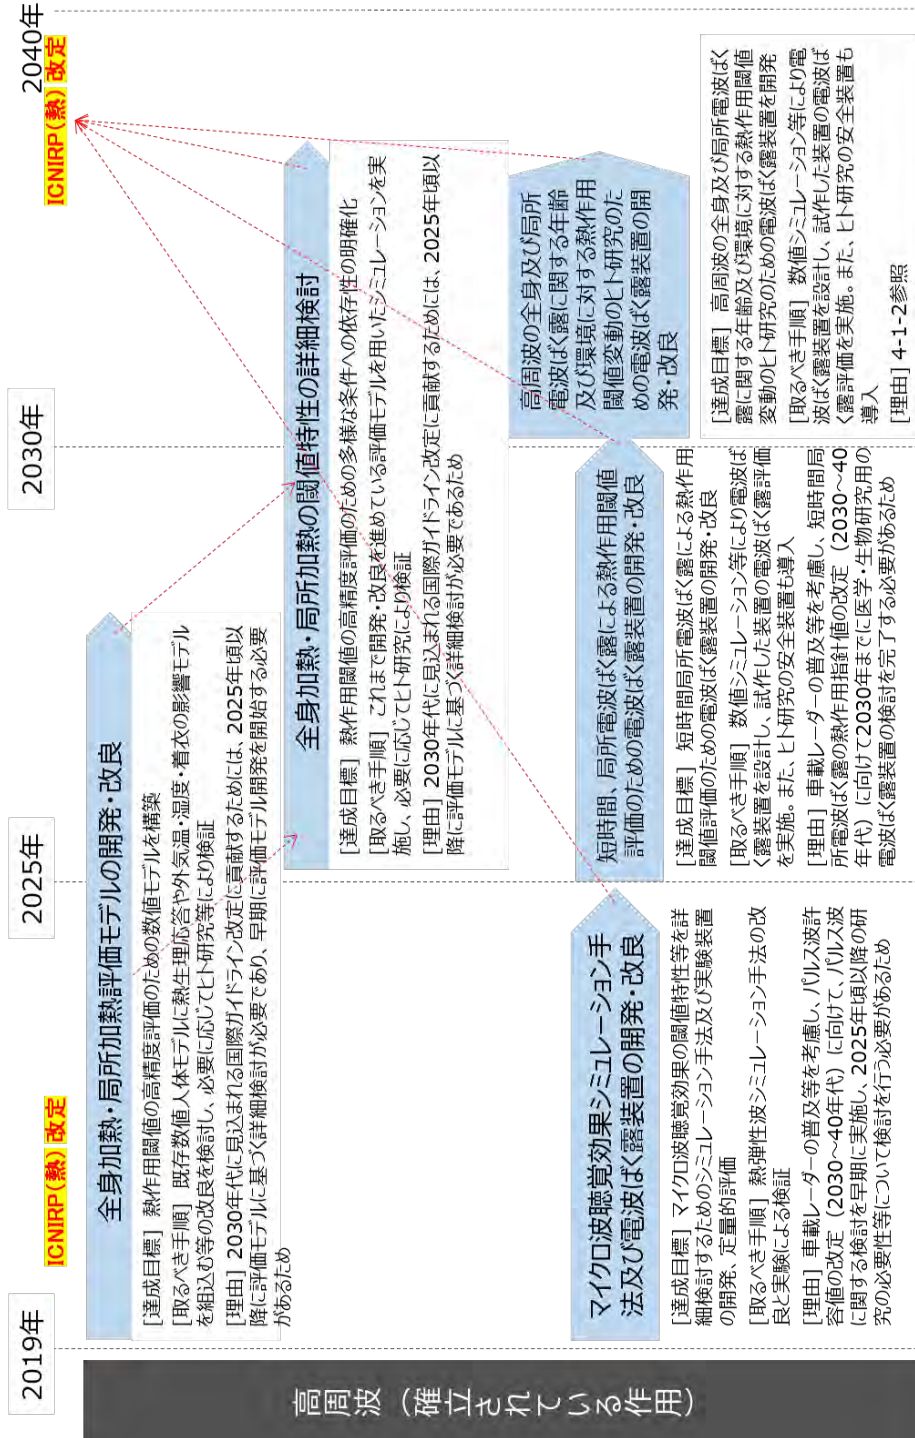 2019年
2025年
2030年
2040年
ICNIRP(熱) 改定
ICNIRP(熱) 改定
高周波（確立されている作用）
全身加熱・局所加熱評価モデルの開発・改良
[達成目標] 熱作用閾値の高精度評価のための数値モデルを構築
[取るべき手順] 既存数値人体モデルに熱生理応答や外気温・湿度・着衣の影響モデル
を組込む等の改良を検討し、必要に応じてヒト研究等により検証
[理由] 2030年代に見込まれる国際ガイドライン改定に貢献するためには、2025年頃以
降に評価モデルに基づく詳細検討が必要であり、早期に評価モデル開発を開始する必要
があるため
全身加熱・局所加熱の閾値特性の詳細検討
[達成目標] 熱作用閾値の高精度評価のための多様な条件への依存性の明確化
[取るべき手順] これまで開発・改良を進めている評価モデルを用いたシミュレーションを実
施し、必要に応じてヒト研究により検証
[理由] 2030年代に見込まれる国際ガイドライン改定に貢献するためには、2025年頃以
降に評価モデルに基づく詳細検討が必要であるため
マイクロ波聴覚効果シミュレーション手
法及び電波ばく露装置の開発・改良
[達成目標] マイクロ波聴覚効果の閾値特性等を詳
細検討するためのシミュレーション手法及び実験装置
の開発、定量的評価
[取るべき手順] 熱弾性波シミュレーション手法の改
良と実験による検証
[理由] 車載レーダーの普及等を考慮し、パルス波許
容値の改定（2030～40年代）に向けて、パルス波
に関する検討を早期に実施し、2025年頃以降の研
究の必要性等について検討を行う必要があるため
短時間、局所電波ばく露による熱作用閾値
評価のための電波ばく露装置の開発・改良
[達成目標] 短時間局所電波ばく露による熱作用
閾値評価のための電波ばく露装置の開発・改良
[取るべき手順] 数値シミュレーション等により電波ば
く露装置を設計し、試作した装置の電波ばく露評価
を実施。また、ヒト研究の安全装置も導入
[理由] 車載レーダーの普及等を考慮し、短時間局
所電波ばく露の熱作用指針値の改定（2030～40
年代）に向けて2030年までに医学・生物研究用の
電波ばく露装置の検討を完了する必要があるため
高周波の全身及び局所
電波ばく露に関する年齢
及び環境に対する熱作用
閾値変動のヒト研究のた
めの電波ばく露装置の開
発・改良
[達成目標] 高周波の全身及び局所電波ばく
露に関する年齢及び環境に対する熱作用閾値
変動のヒト研究のための電波ばく露装置を開発
[取るべき手順] 数値シミュレーション等により電
波ばく露装置を設計し、試作した装置の電波ば
く露評価を実施。また、ヒト研究の安全装置も
導入
[理由] 4-1-2参照